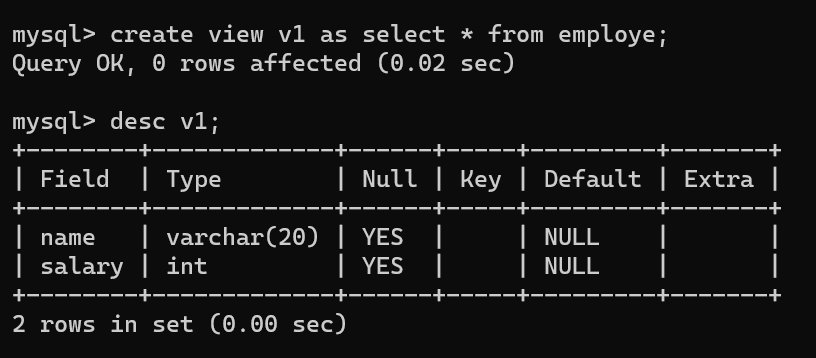 mysql> create view v1 as select * from employe;
Query OK, 0 rows affected (0.02 sec)
mysql> desc v1;
+--------+-------------+------+-----+---------+-------+
| Field  | Type        | Null | Key | Default | Extra |
+--------+-------------+------+-----+---------+-------+
| name   | varchar(20) | YES  |     | NULL    |       |
| salary | int         | YES  |     | NULL    |       |
+--------+-------------+------+-----+---------+-------+
2 rows in set (0.00 sec)